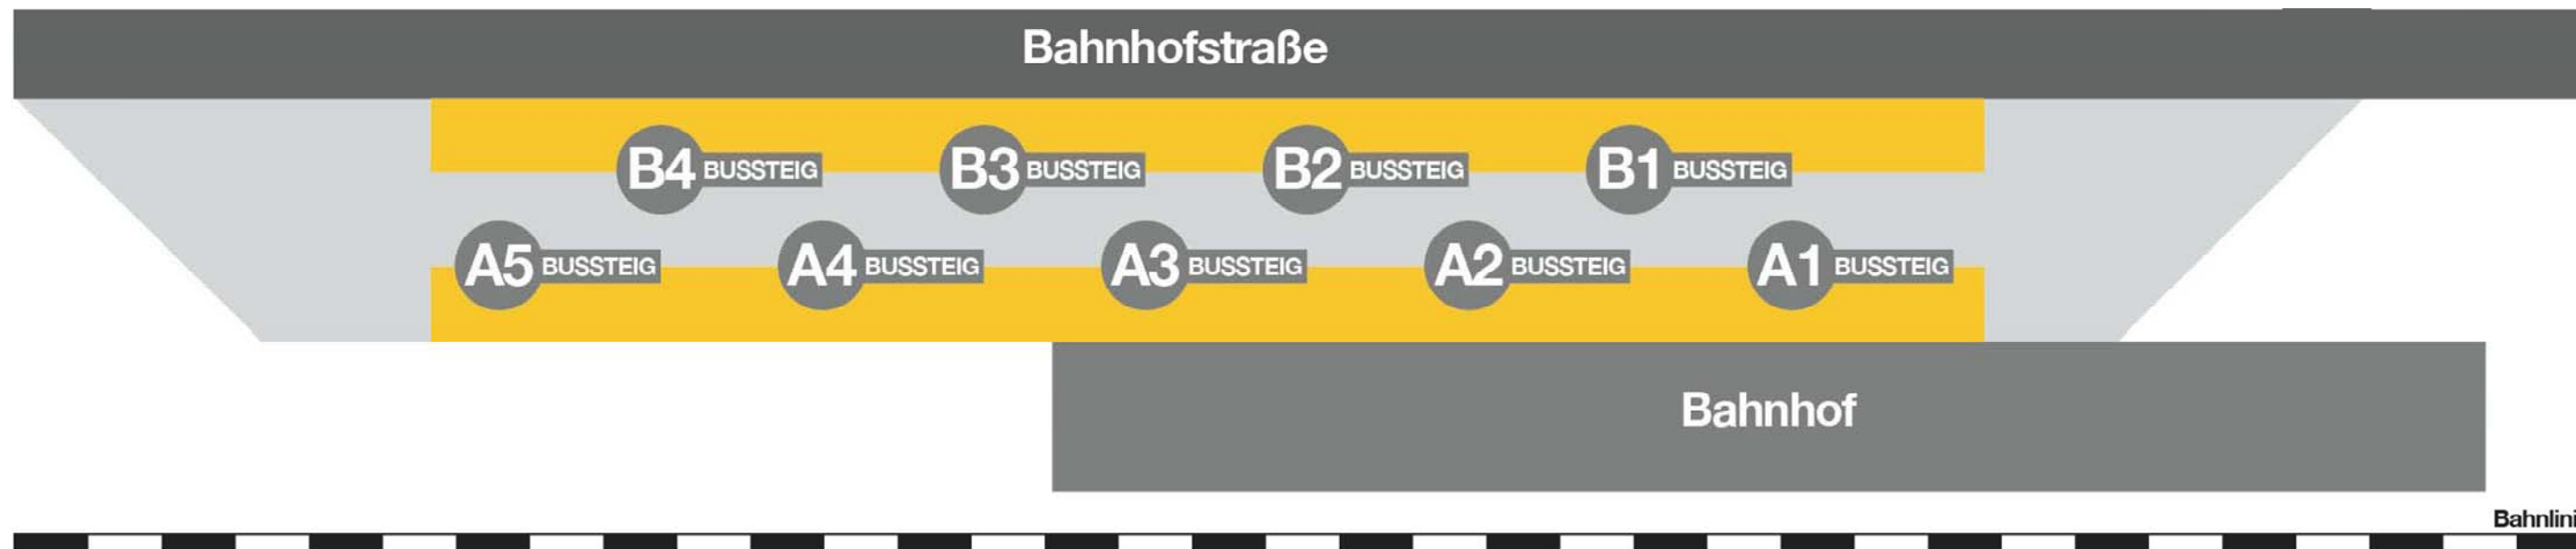 Bahnhofstraße
B4 BUSSTEIG B3 BUSSTEIG B2 BUSSTEIG B1 BUSSTEIG
A5 BUSSTEIG A4 BUSSTEIG A3 BUSSTEIG A2 BUSSTEIG A1 BUSSTEIG
Bahnhof
Bahnlini